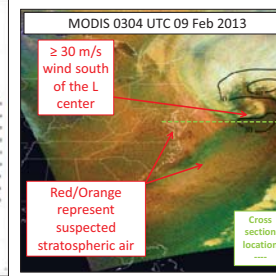 MODIS 0304 UTC 09 Feb 2013
≥ 30 m/s
wind south
of the L
center
Red/Orange
represent
suspected
stratospheric air
Cross
section
location
----